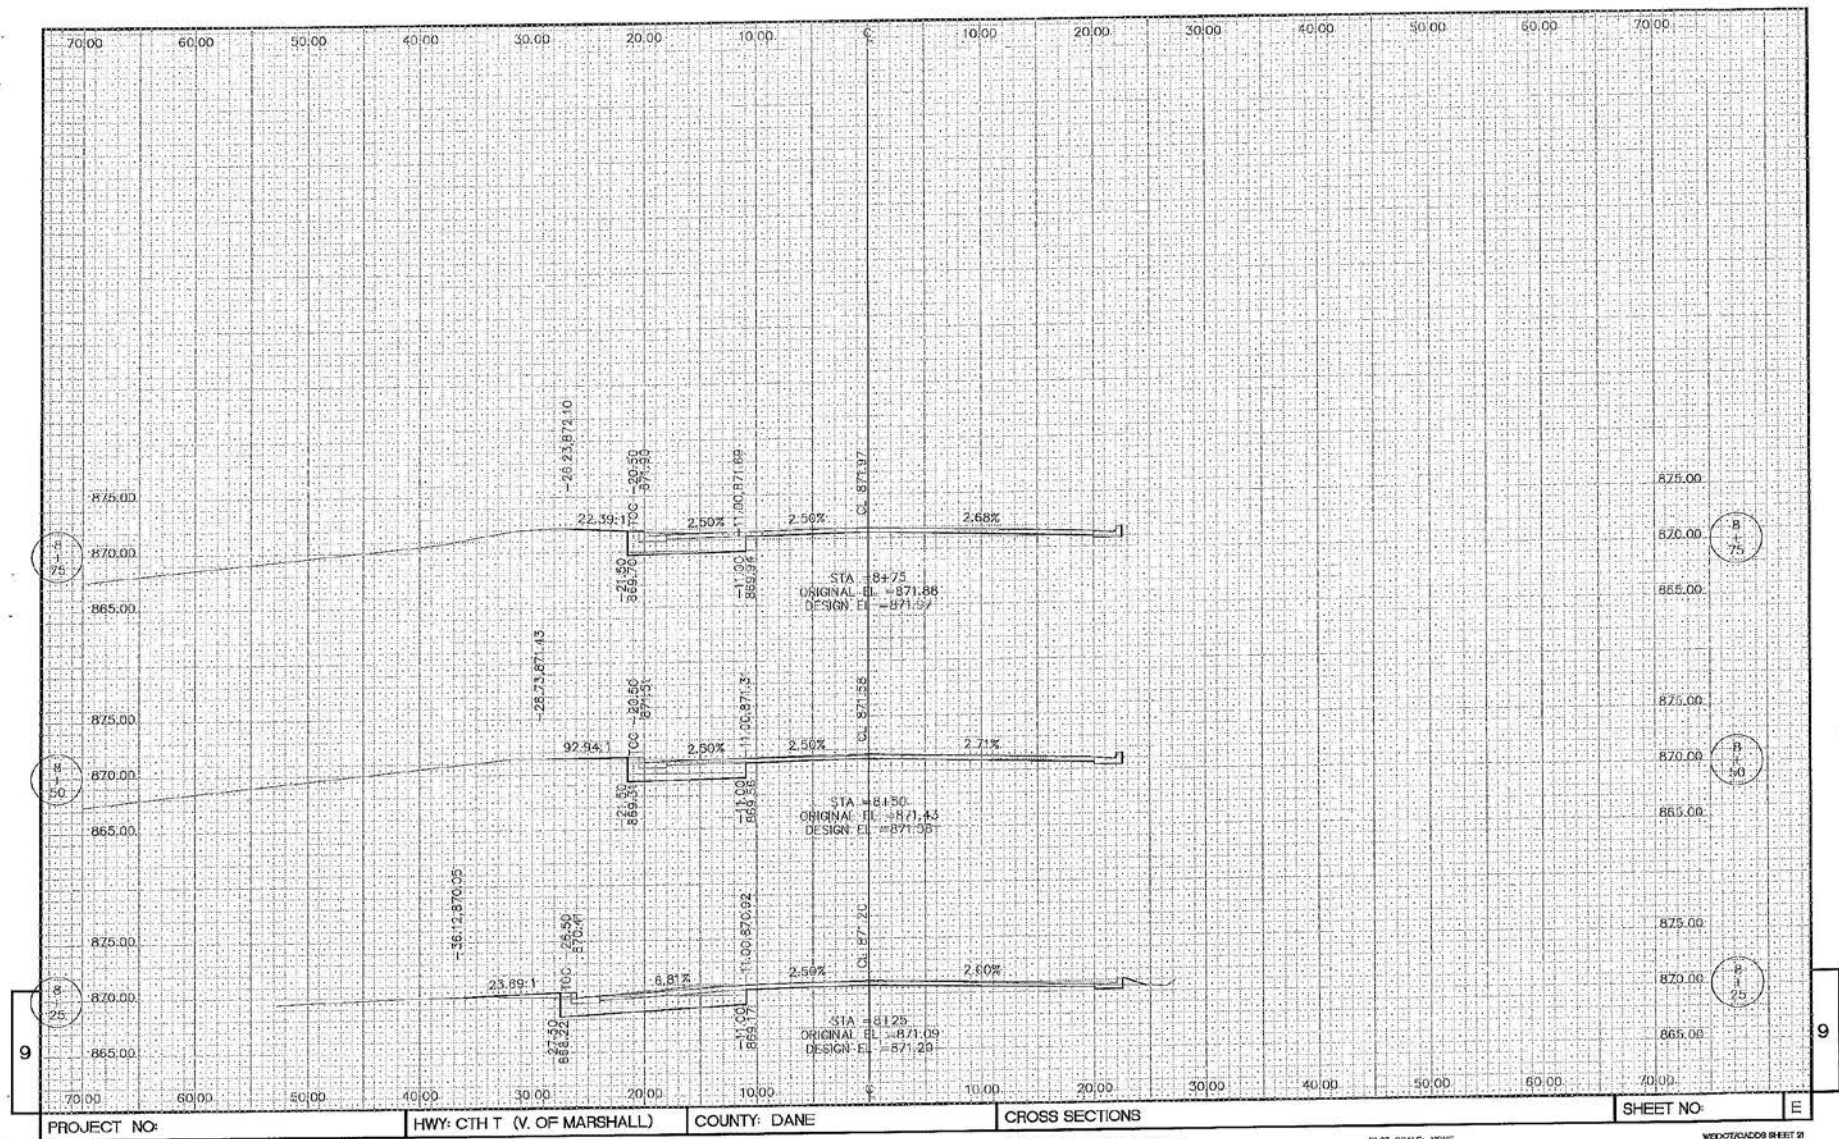 70.00 60.00 50.00 40.00 30.00 20.00 10.00 10.00 20.00 30.00 40.00 50.00 60.00 70.00
-26.23,872.10
TOC -20.50
871.90
-11.00,871.69
CL 871.97
875.00 875.00
22.39:1 2.50% 2.50% 2.68%
8+75 870.00 870.00 8+75
-21.50
869.70
-11.00
869.94
865.00 865.00
STA =8+75
ORIGINAL EL =871.88
DESIGN EL =871.97
-28.73,871.43
TOC -20.50
871.51
-11.00,871.31
CL 871.58
875.00 875.00
92.94:1 2.50% 2.50% 2.71%
8+50 870.00 870.00 8+50
-21.50
869.31
-11.00
869.56
865.00 865.00
STA =8+50
ORIGINAL EL =871.43
DESIGN EL =871.58
-36.12,870.05
TOC -26.50
870.41
-11.00,870.92
CL 871.20
875.00 875.00
23.89:1 6.81% 2.50% 2.00%
8+25 870.00 870.00 8+25
-27.50
868.22
-11.00
869.17
865.00 865.00
STA =8+25
ORIGINAL EL =871.09
DESIGN EL =871.20
9 9
70.00 60.00 50.00 40.00 30.00 20.00 10.00 10.00 20.00 30.00 40.00 50.00 60.00 70.00
PROJECT NO: HWY: CTH T (V. OF MARSHALL) COUNTY: DANE CROSS SECTIONS SHEET NO: E
WISDOT/CADDS SHEET 21